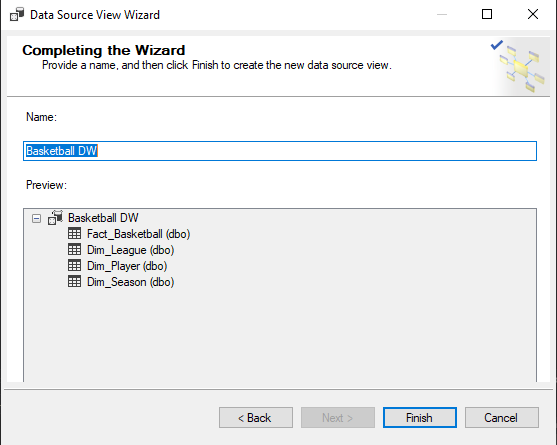 Data Source View Wizard
Completing the Wizard
Provide a name, and then click Finish to create the new data source view.
Name:
Basketball DW
Preview:
Basketball DW
Fact_Basketball (dbo)
Dim_League (dbo)
Dim_Player (dbo)
Dim_Season (dbo)
< Back
Next >
Finish
Cancel